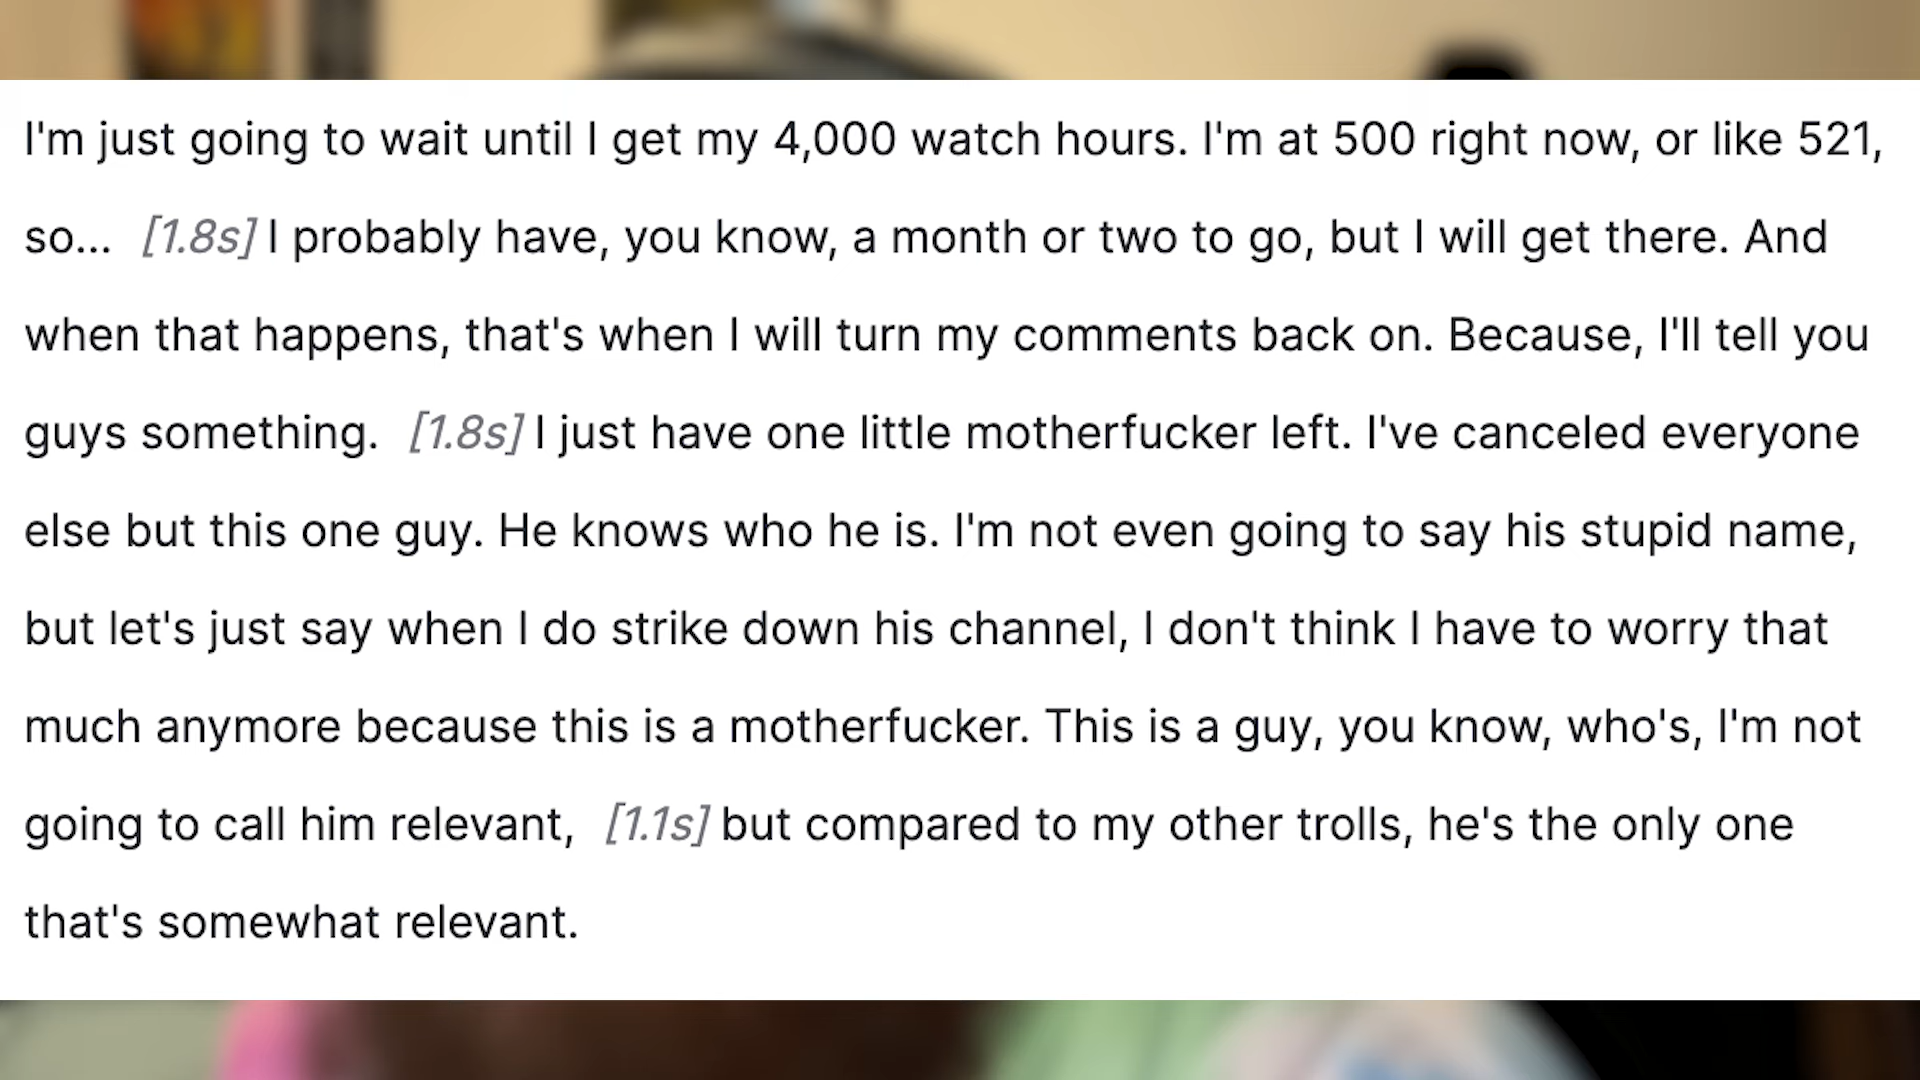 I'm just going to wait until I get my 4,000 watch hours. I'm at 500 right now, or like 521,
so... [1.8s] I probably have, you know, a month or two to go, but I will get there. And
when that happens, that's when I will turn my comments back on. Because, I'll tell you
guys something. [1.8s] I just have one little motherfucker left. I've canceled everyone
else but this one guy. He knows who he is. I'm not even going to say his stupid name,
but let's just say when I do strike down his channel, I don't think I have to worry that
much anymore because this is a motherfucker. This is a guy, you know, who's, I'm not
going to call him relevant, [1.1s] but compared to my other trolls, he's the only one
that's somewhat relevant.